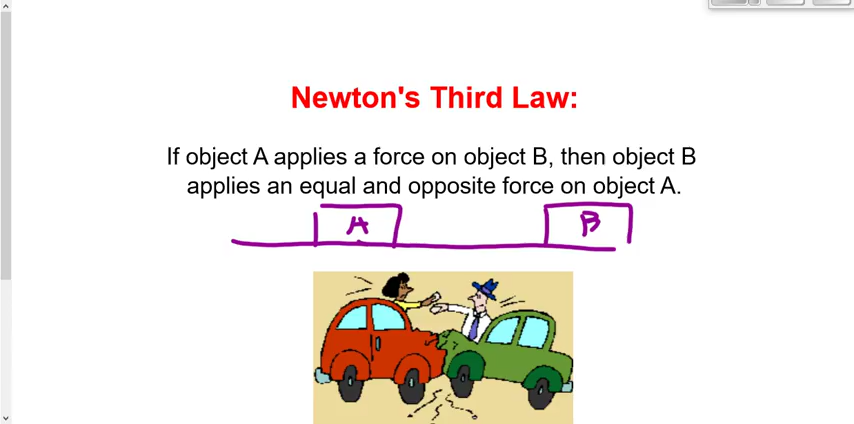 Newton's Third Law:
If object A applies a force on object B, then object B
applies an equal and opposite force on object A.
A B